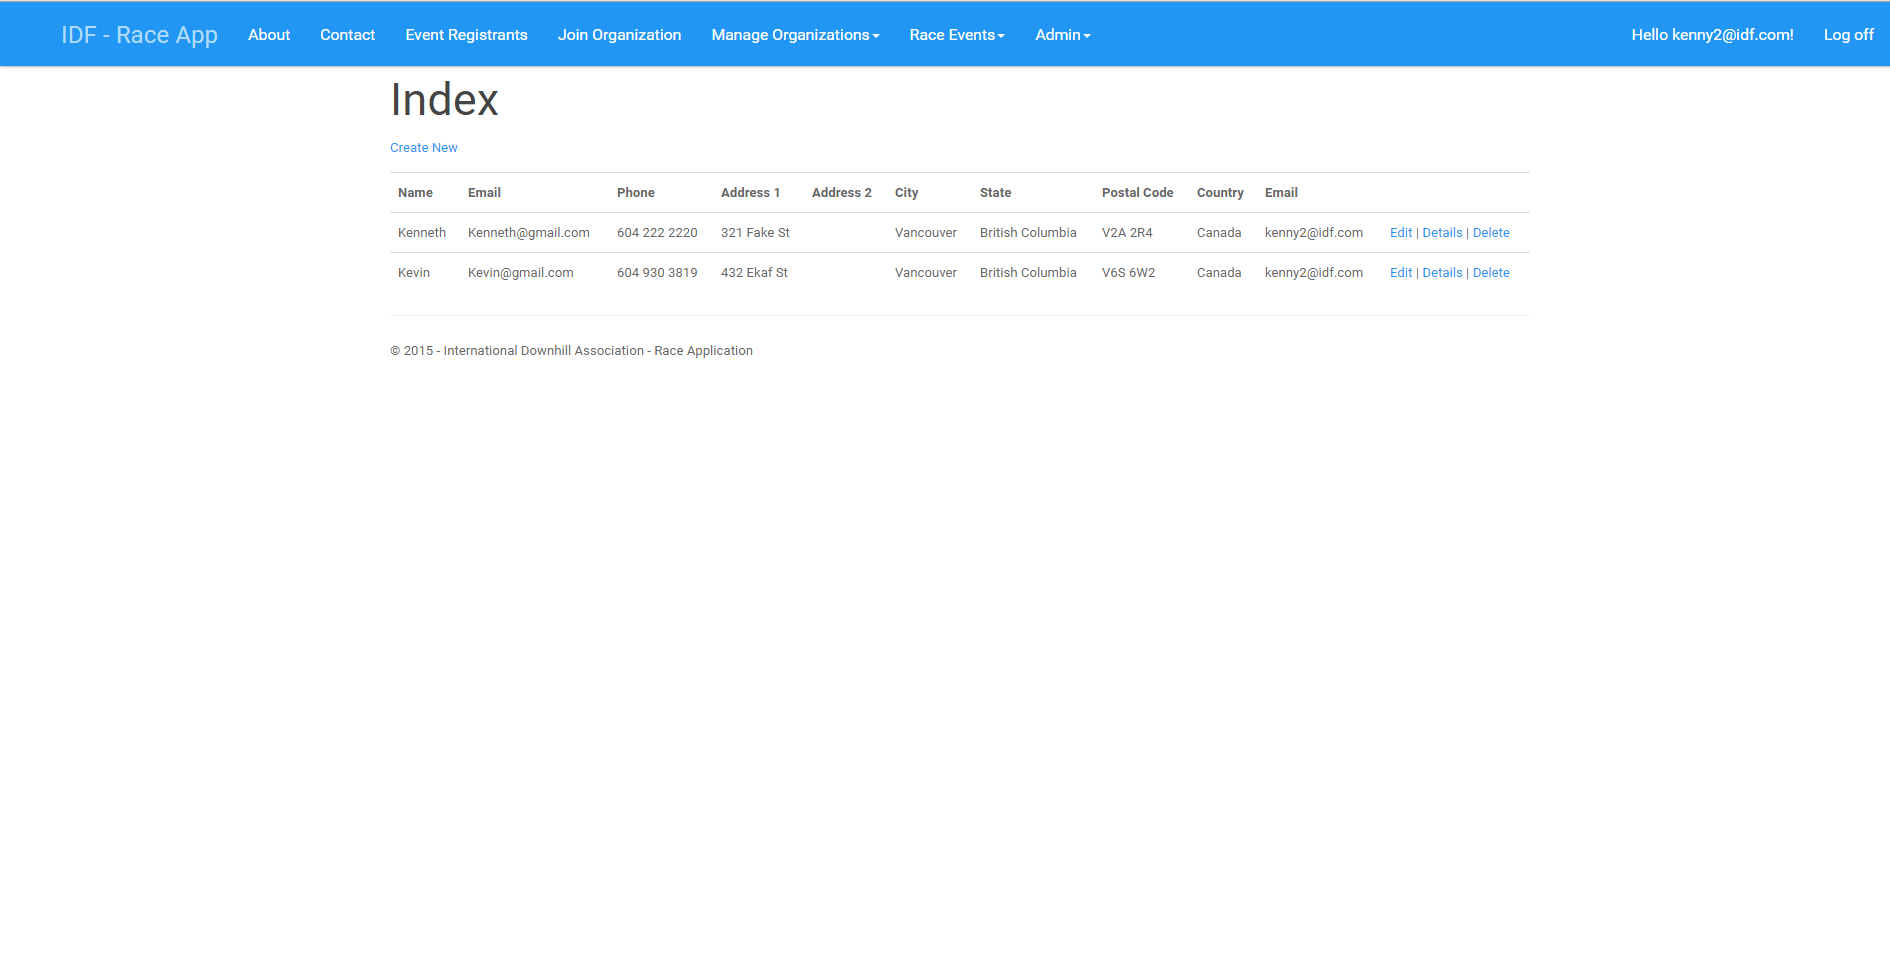 IDF - Race App About Contact Event Registrants Join Organization Manage Organizations Race Events Admin Hello kenny2@idf.com! Log off
Index
Create New
Name Email Phone Address 1 Address 2 City State Postal Code Country Email
Kenneth Kenneth@gmail.com 604 222 2220 321 Fake St Vancouver British Columbia V2A 2R4 Canada kenny2@idf.com Edit | Details | Delete
Kevin Kevin@gmail.com 604 930 3819 432 Ekaf St Vancouver British Columbia V6S 6W2 Canada kenny2@idf.com Edit | Details | Delete
© 2015 - International Downhill Association - Race Application